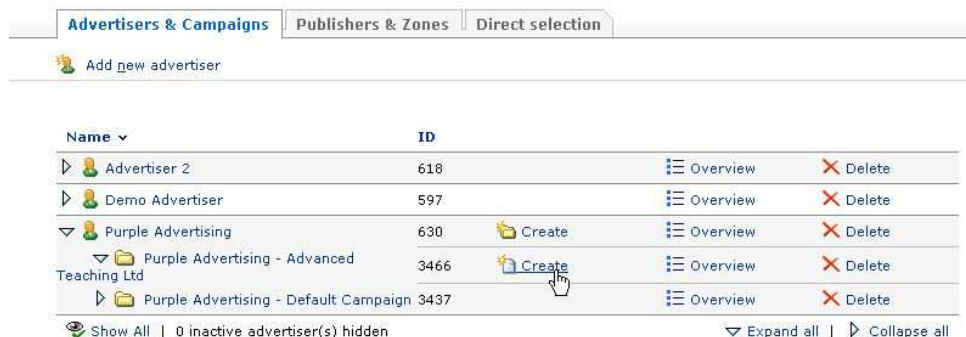 Advertisers & Campaigns Publishers & Zones Direct selection
Add new advertiser
Name ID
Advertiser 2 618 Overview Delete
Demo Advertiser 597 Overview Delete
Purple Advertising 630 Create Overview Delete
Purple Advertising - Advanced
Teaching Ltd 3466 Create Overview Delete
Purple Advertising - Default Campaign 3437 Overview Delete
Show All | 0 inactive advertiser(s) hidden Expand all | Collapse all